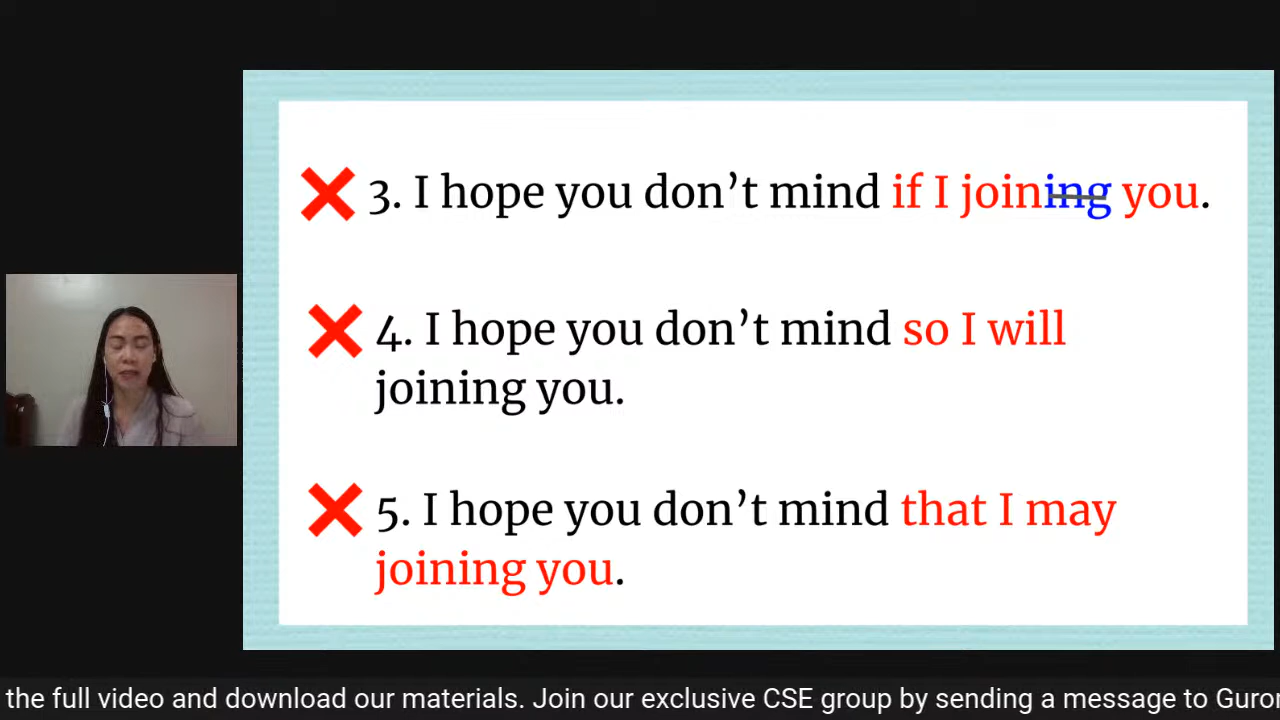 3. I hope you don’t mind if I joining you.
4. I hope you don’t mind so I will
joining you.
5. I hope you don’t mind that I may
joining you.
the full video and download our materials. Join our exclusive CSE group by sending a message to